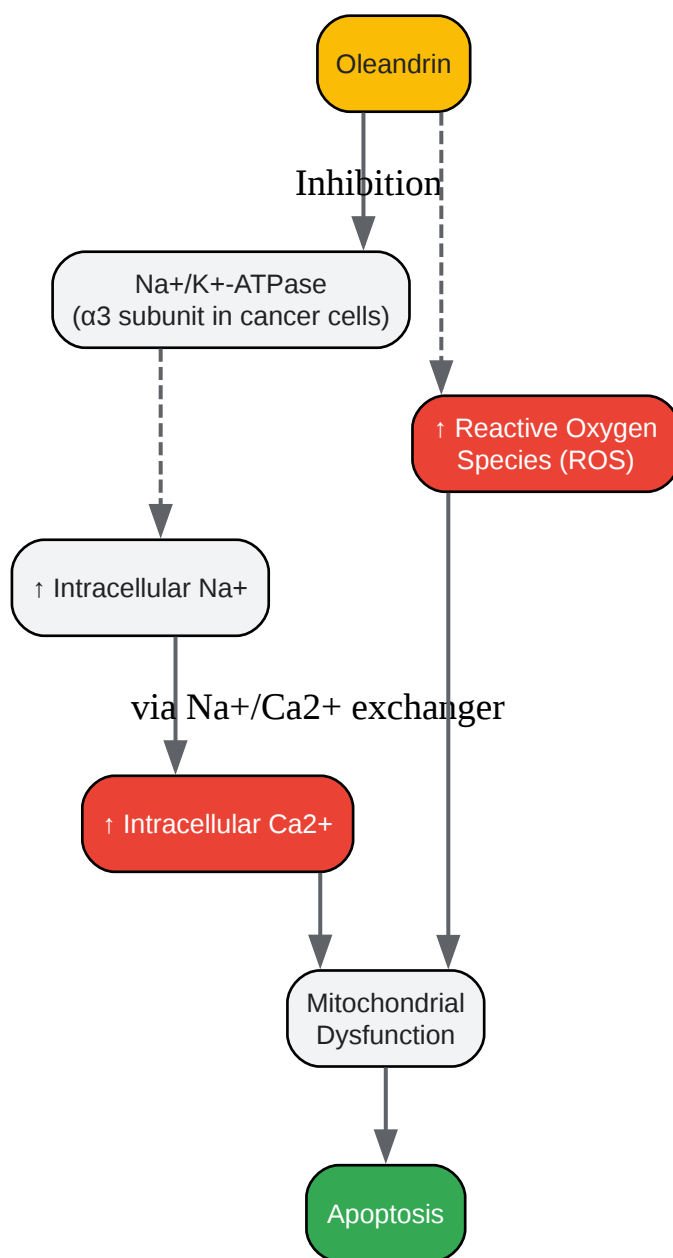 Oleandrin
Inhibition
Na+/K+-ATPase
(α3 subunit in cancer cells)
↑ Reactive Oxygen
Species (ROS)
↑ Intracellular Na+
via Na+/Ca2+ exchanger
↑ Intracellular Ca2+
Mitochondrial
Dysfunction
Apoptosis